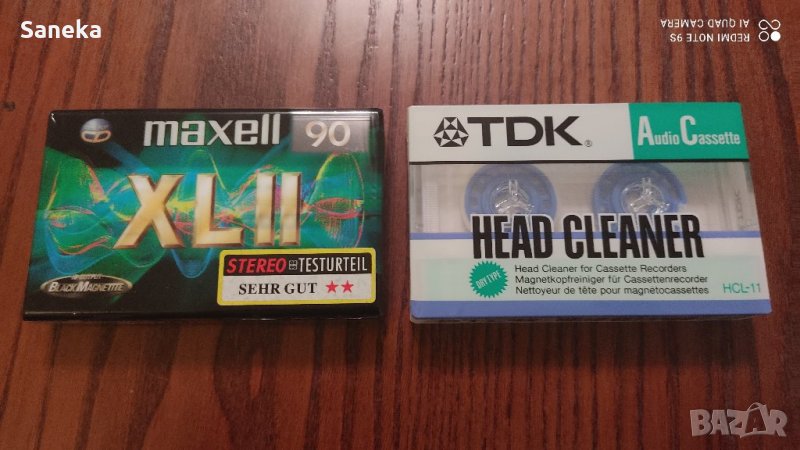 Saneka
REDMI NOTE 9S
AI QUAD CAMERA
maxell 90
XLII
BLACK MAGNETITE
STEREO TESTURTEIL
SEHR GUT ★★
TDK®
Audio Cassette
HEAD CLEANER
DRY TYPE
Head Cleaner for Cassette Recorders
Magnetkopfreiniger für Cassettenrecorder
Nettoyeur de tête pour magnétocassettes
HCL-11
BAZAR